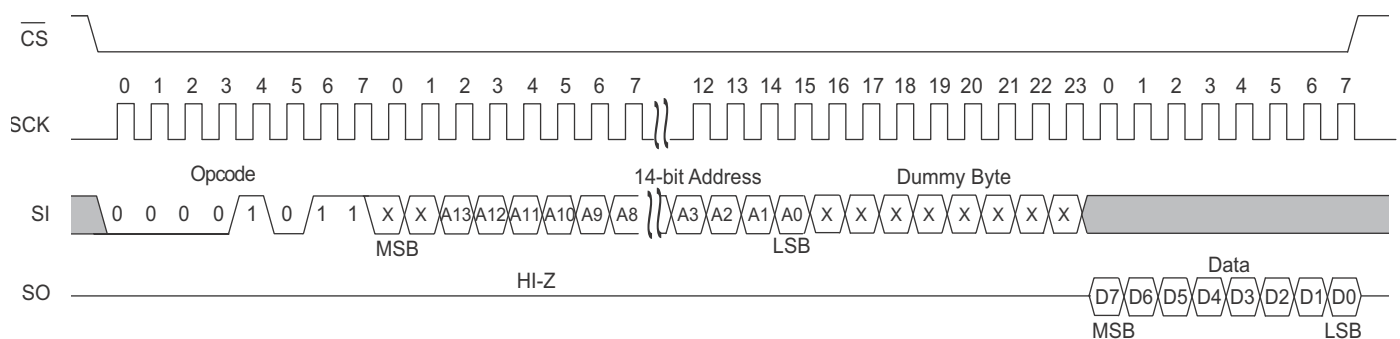 CS
0 1 2 3 4 5 6 7 0 1 2 3 4 5 6 7 12 13 14 15 16 17 18 19 20 21 22 23 0 1 2 3 4 5 6 7
SCK
Opcode 14-bit Address Dummy Byte
SI 0 0 0 0 1 0 1 1 X X A13 A12 A11 A10 A9 A8 A3 A2 A1 A0 X X X X X X X X
MSB LSB
HI-Z Data
SO D7 D6 D5 D4 D3 D2 D1 D0
MSB LSB